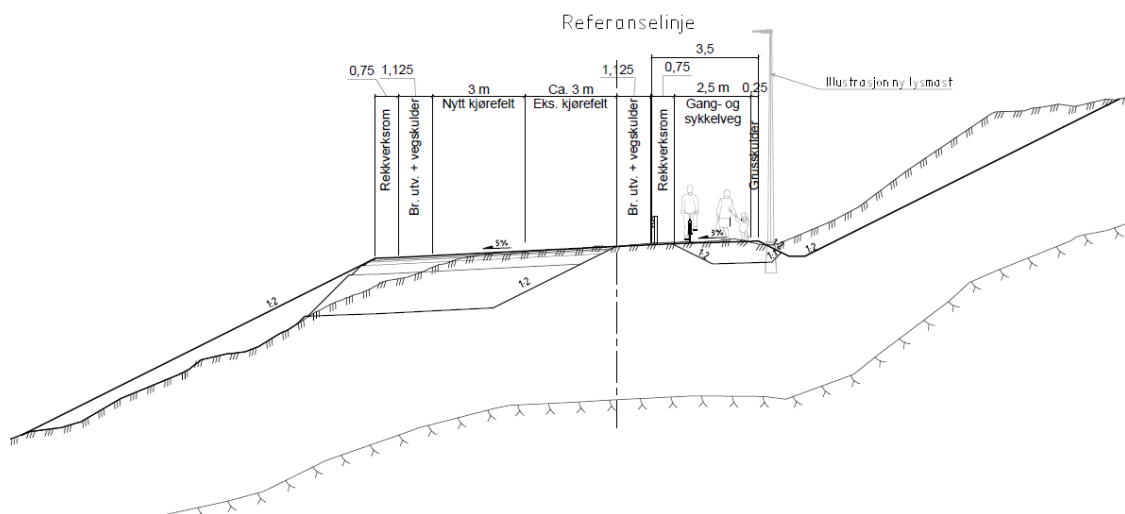 Referanselinje
3,5
0,75
1,125
3 m
Nytt kjørefelt
Ca. 3 m
Eks. kjørefelt
1,125
0,75
2,5 m
Gang- og
sykkelveg
0,25
Illustrasjon ny lysmast
Rekkverksrom
Br. utv. + vegskulder
Br. utv. + vegskulder
Rekkverksrom
Grusskulder
5%
3%
1:2
1:2
1:2
1:2